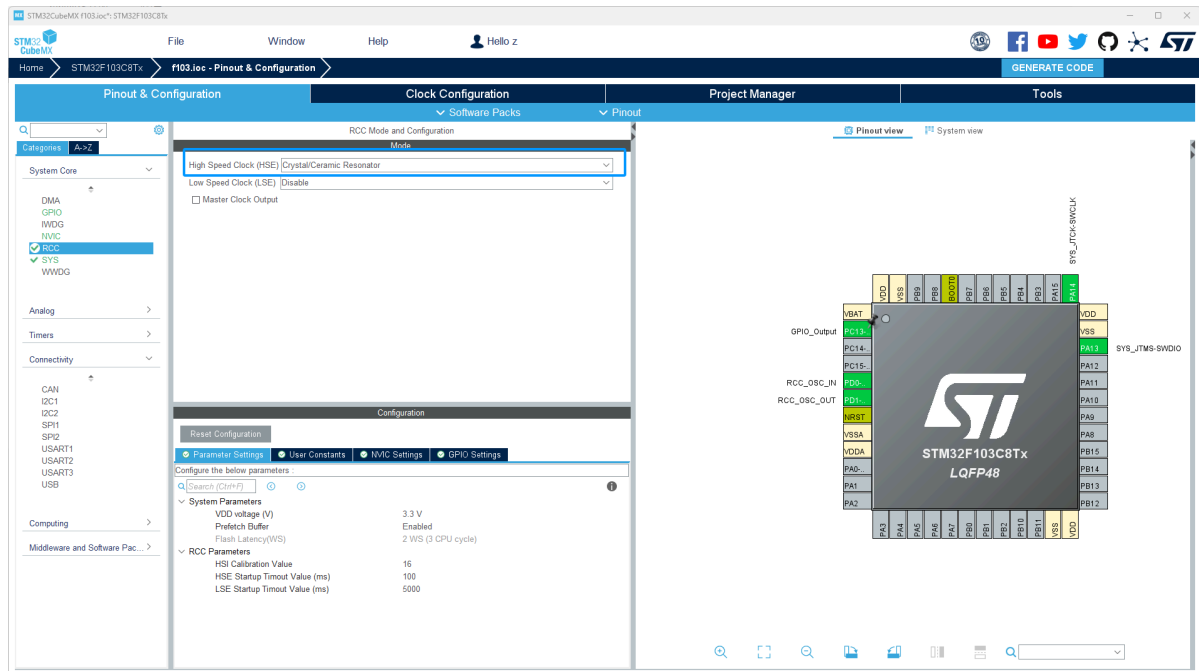 STM32CubeMX f103.ioc*: STM32F103C8Tx
STM32 CubeMX
File Window Help Hello z
Home STM32F103C8Tx f103.ioc - Pinout & Configuration GENERATE CODE
Pinout & Configuration Clock Configuration Project Manager Tools
Software Packs Pinout
Categories A->Z
System Core
DMA
GPIO
IWDG
NVIC
RCC
SYS
WWDG
Analog
Timers
Connectivity
CAN
I2C1
I2C2
SPI1
SPI2
USART1
USART2
USART3
USB
Computing
Middleware and Software Pac...
RCC Mode and Configuration
Mode
High Speed Clock (HSE) Crystal/Ceramic Resonator
Low Speed Clock (LSE) Disable
Master Clock Output
Configuration
Reset Configuration
Parameter Settings User Constants NVIC Settings GPIO Settings
Configure the below parameters :
Search (Ctrl+F)
System Parameters
VDD voltage (V) 3.3 V
Prefetch Buffer Enabled
Flash Latency(WS) 2 WS (3 CPU cycle)
RCC Parameters
HSI Calibration Value 16
HSE Startup Timout Value (ms) 100
LSE Startup Timout Value (ms) 5000
Pinout view System view
SYS_JTCK-SWCLK
VDD VSS PB9 PB8 BOOT0 PB7 PB6 PB5 PB4 PB3 PA15 PA14
VBAT
GPIO_Output PC13-..
PC14-..
PC15-..
RCC_OSC_IN PD0-..
RCC_OSC_OUT PD1-..
NRST
VSSA
VDDA
PA0-..
PA1
PA2
STM32F103C8Tx
LQFP48
VDD
VSS
PA13 SYS_JTMS-SWDIO
PA12
PA11
PA10
PA9
PA8
PB15
PB14
PB13
PB12
PA3 PA4 PA5 PA6 PA7 PB0 PB1 PB2 PB10 PB11 VSS VDD